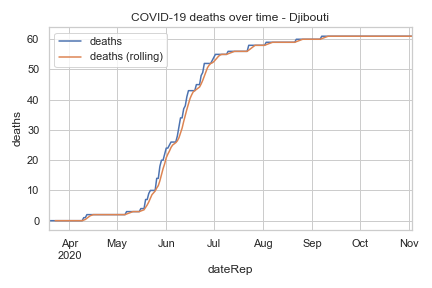 COVID-19 deaths over time - Djibouti
deaths
deaths (rolling)
60
50
40
30
20
10
0
deaths
Apr May Jun Jul Aug Sep Oct Nov
2020
dateRep